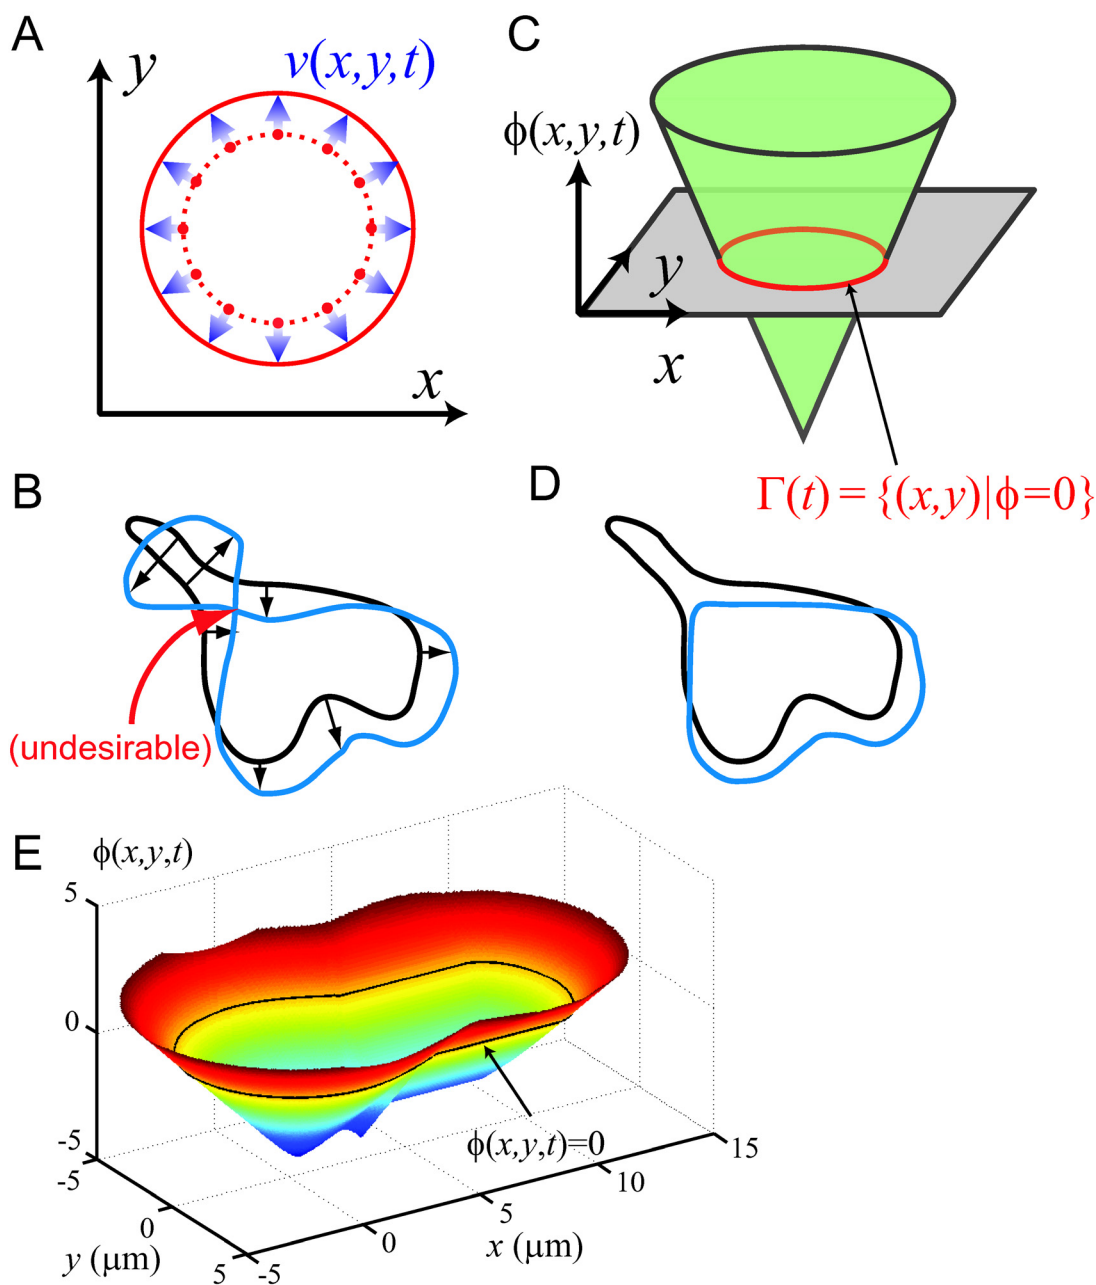 A
y
v(x,y,t)
x
C
ϕ(x,y,t)
y
x
Γ(t) = {(x,y)|ϕ=0}
B
(undesirable)
D
E
ϕ(x,y,t)
5
0
-5
-5
0
5
y (μm)
-5
0
5
10
15
x (μm)
ϕ(x,y,t)=0